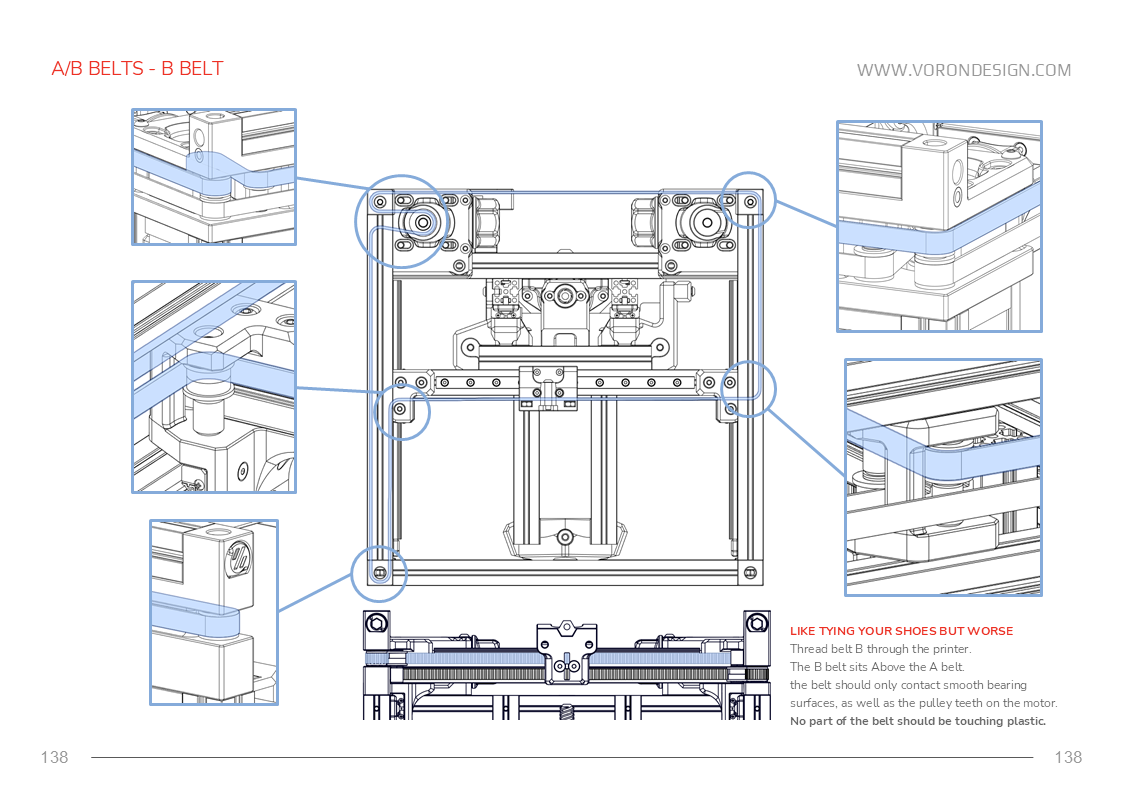 A/B BELTS - B BELT
WWW.VORONDESIGN.COM
LIKE TYING YOUR SHOES BUT WORSE
Thread belt B through the printer.
The B belt sits Above the A belt.
the belt should only contact smooth bearing
surfaces, as well as the pulley teeth on the motor.
No part of the belt should be touching plastic.
138
138